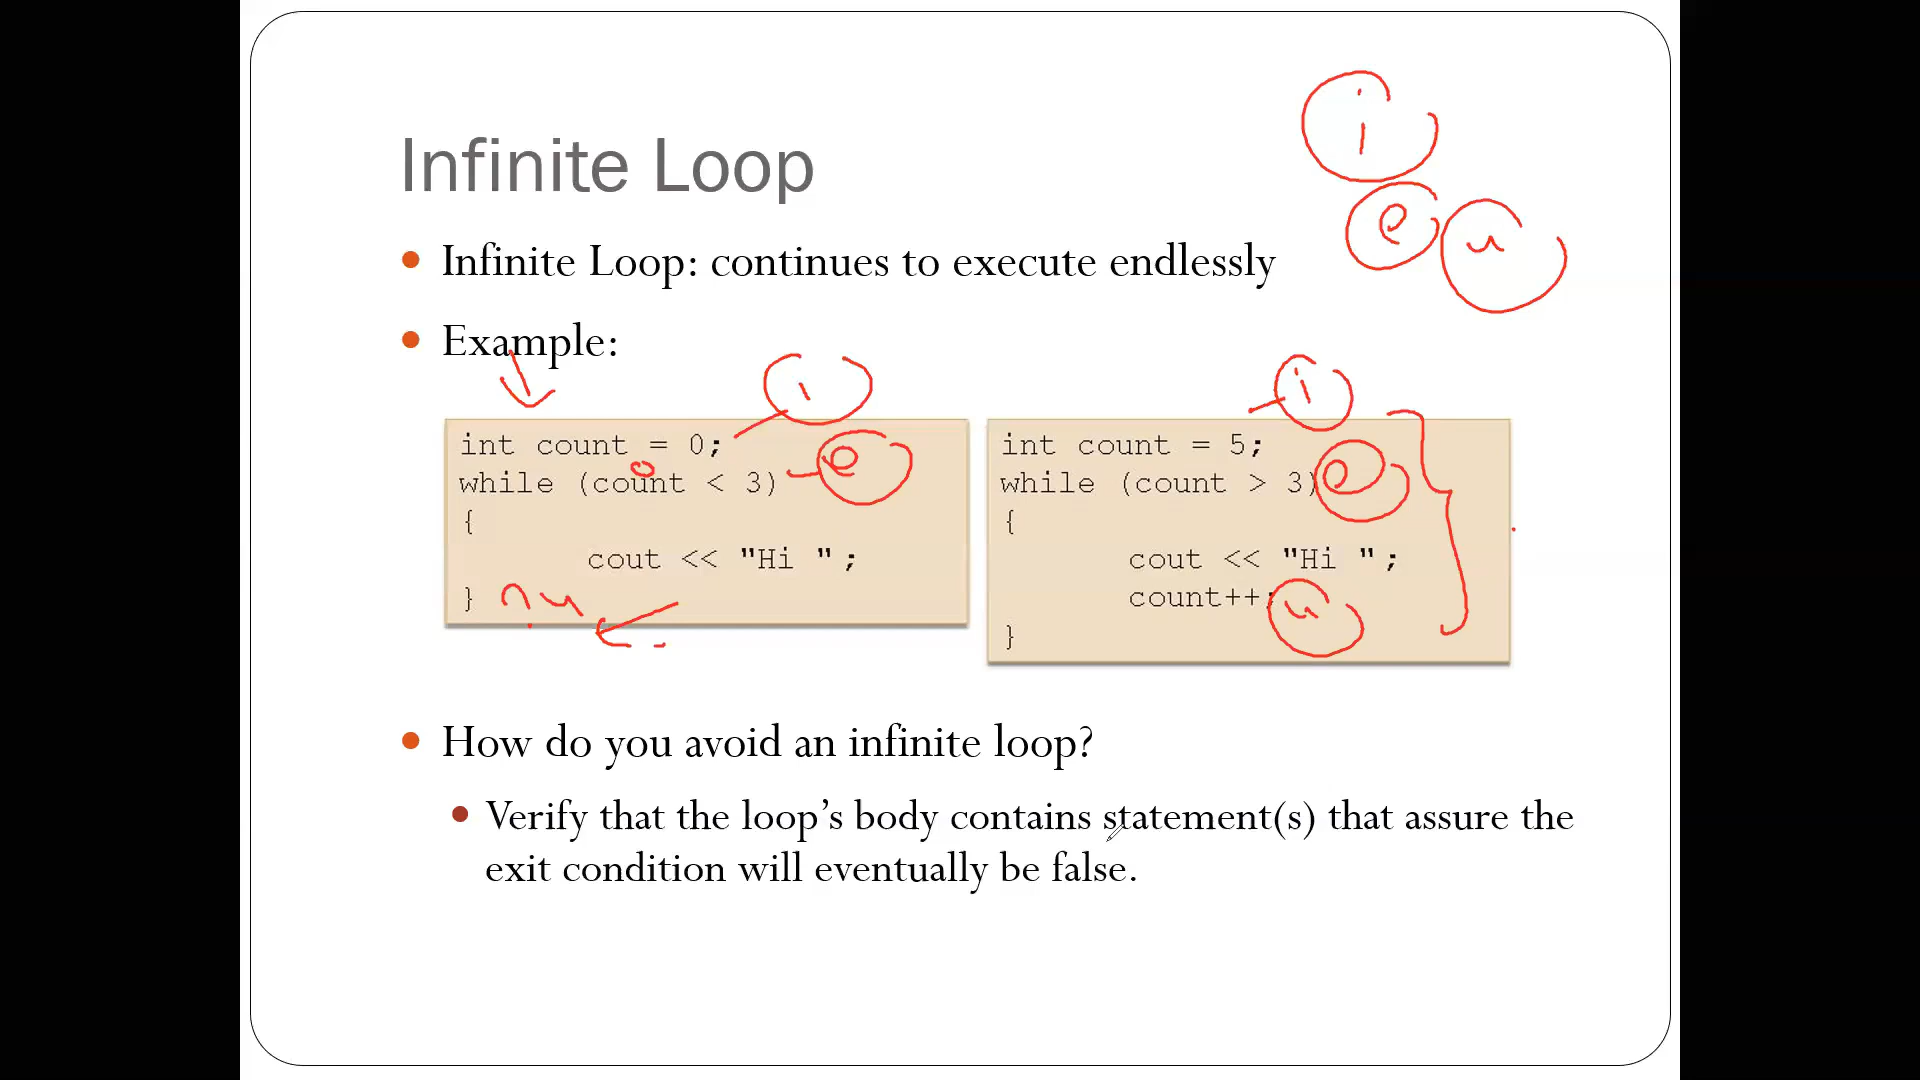 Infinite Loop
i
e
u
• Infinite Loop: continues to execute endlessly
• Example:
i
i
int count = 0;
o
while (count < 3)
e
{
cout << "Hi ";
}
u
int count = 5;
while (count > 3)
e
{
cout << "Hi ";
count++;
u
}
• How do you avoid an infinite loop?
• Verify that the loop's body contains statement(s) that assure the
exit condition will eventually be false.